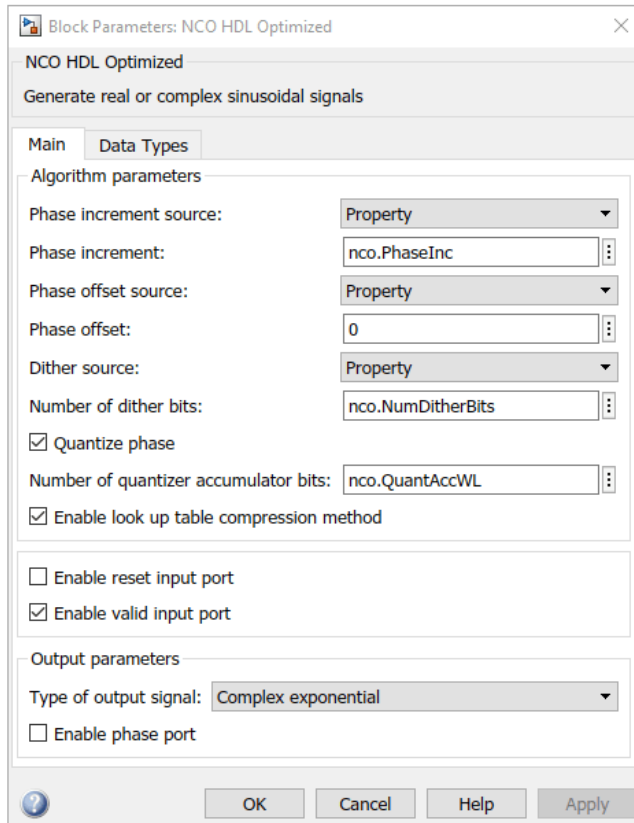 Block Parameters: NCO HDL Optimized
NCO HDL Optimized
Generate real or complex sinusoidal signals
Main Data Types
Algorithm parameters
Phase increment source: Property
Phase increment: nco.PhaseInc
Phase offset source: Property
Phase offset: 0
Dither source: Property
Number of dither bits: nco.NumDitherBits
Quantize phase
Number of quantizer accumulator bits: nco.QuantAccWL
Enable look up table compression method
Enable reset input port
Enable valid input port
Output parameters
Type of output signal: Complex exponential
Enable phase port
? OK Cancel Help Apply